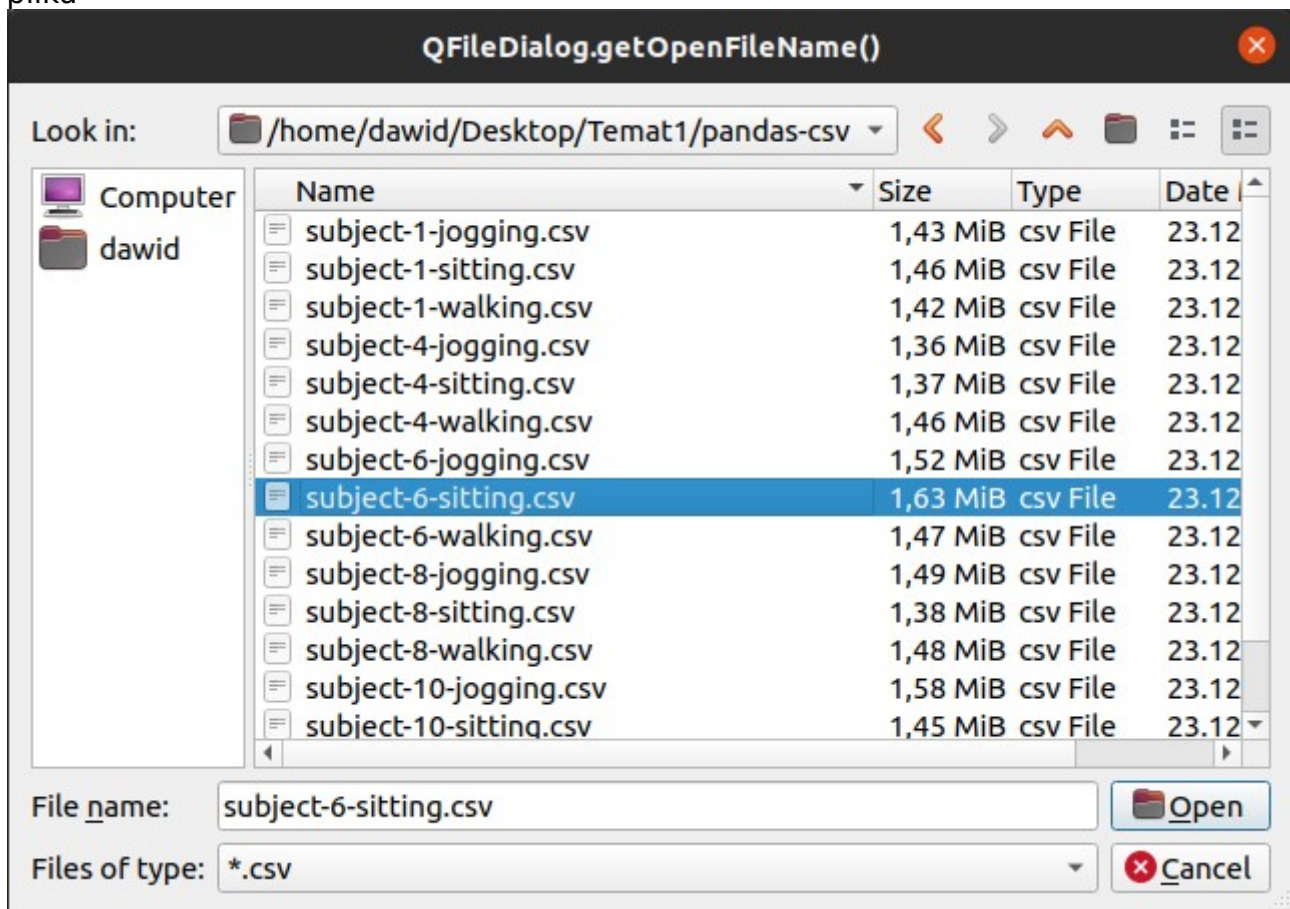 pliku
QFileDialog.getOpenFileName()
Look in: /home/dawid/Desktop/Temat1/pandas-csv
Computer
dawid
Name Size Type Date
subject-1-jogging.csv 1,43 MiB csv File 23.12
subject-1-sitting.csv 1,46 MiB csv File 23.12
subject-1-walking.csv 1,42 MiB csv File 23.12
subject-4-jogging.csv 1,36 MiB csv File 23.12
subject-4-sitting.csv 1,37 MiB csv File 23.12
subject-4-walking.csv 1,46 MiB csv File 23.12
subject-6-jogging.csv 1,52 MiB csv File 23.12
subject-6-sitting.csv 1,63 MiB csv File 23.12
subject-6-walking.csv 1,47 MiB csv File 23.12
subject-8-jogging.csv 1,49 MiB csv File 23.12
subject-8-sitting.csv 1,38 MiB csv File 23.12
subject-8-walking.csv 1,48 MiB csv File 23.12
subject-10-jogging.csv 1,58 MiB csv File 23.12
subject-10-sitting.csv 1,45 MiB csv File 23.12
File name: subject-6-sitting.csv Open
Files of type: *.csv Cancel